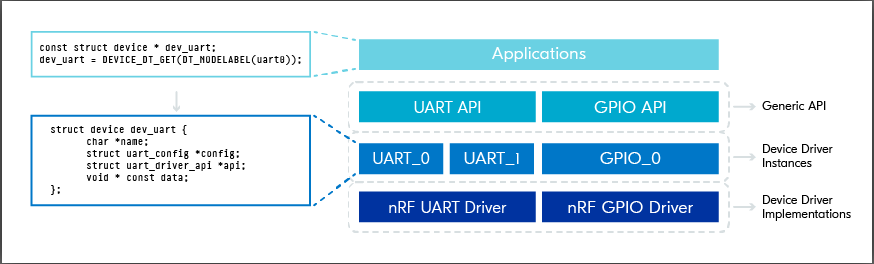 const struct device * dev_uart;
dev_uart = DEVICE_DT_GET(DT_NODELABEL(uart0));
Applications
UART API
GPIO API
Generic API
struct device dev_uart {
char *name;
struct uart_config *config;
struct uart_driver_api *api;
void * const data;
};
UART_0
UART_1
GPIO_0
Device Driver
Instances
nRF UART Driver
nRF GPIO Driver
Device Driver
Implementations